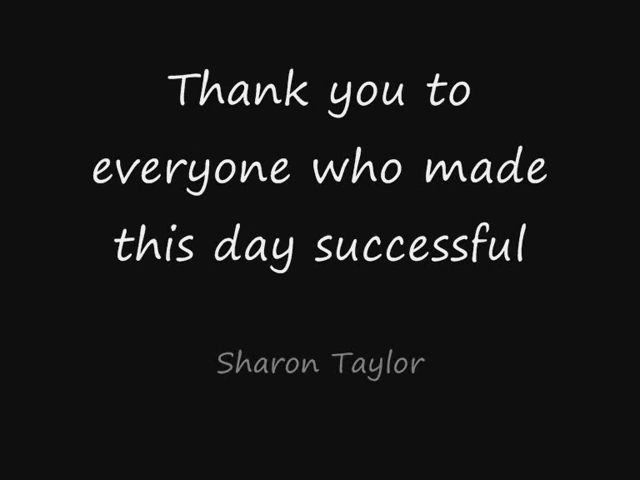 Thank you to
everyone who made
this day successful
Sharon Taylor